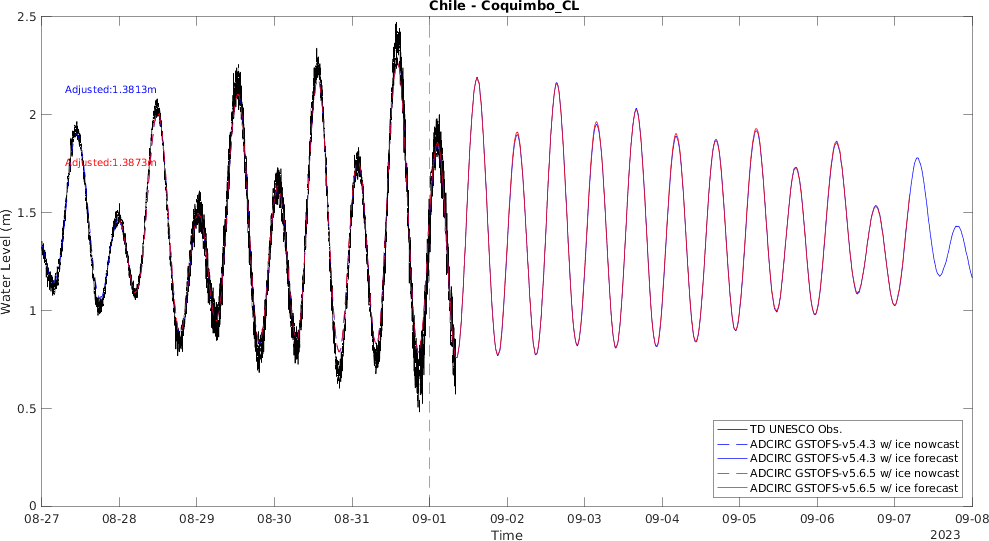 Chile - Coquimbo_CL
2.5
2
1.5
1
0.5
0
Water Level (m)
Adjusted:1.3813m
Adjusted:1.3873m
TD UNESCO Obs.
ADCIRC GSTOFS-v5.4.3 w/ ice nowcast
ADCIRC GSTOFS-v5.4.3 w/ ice forecast
ADCIRC GSTOFS-v5.6.5 w/ ice nowcast
ADCIRC GSTOFS-v5.6.5 w/ ice forecast
08-27 08-28 08-29 08-30 08-31 09-01 09-02 09-03 09-04 09-05 09-06 09-07 09-08
Time
2023